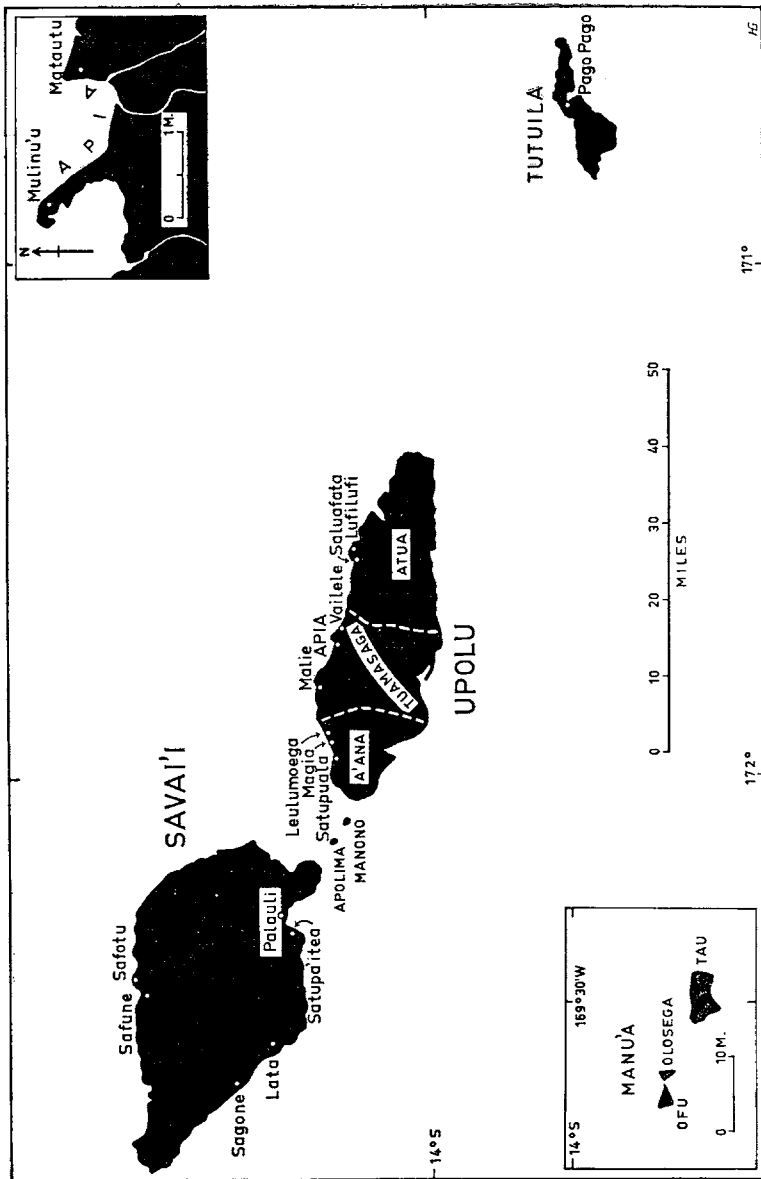 SAVAI'I
Safune
Safotu
Sagone
Lata
Palauli
Satupa'itea
APOLIMA
MANONO
Leulumoega
Magia
Satupuala
Malie
APIA
Vailele
Saluafata
Lufilufi
A'ANA
TUAMASAGA
ATUA
UPOLU
TUTUILA
Pago Pago
N
Mulinu'u
Matautu
A P I A
0 1 M.
14°S
172°
171°
0 10 20 30 40 50
MILES
169°30'W
MANU'A
OFU
OLOSEGA
TAU
0 10 M.
14°S
HG